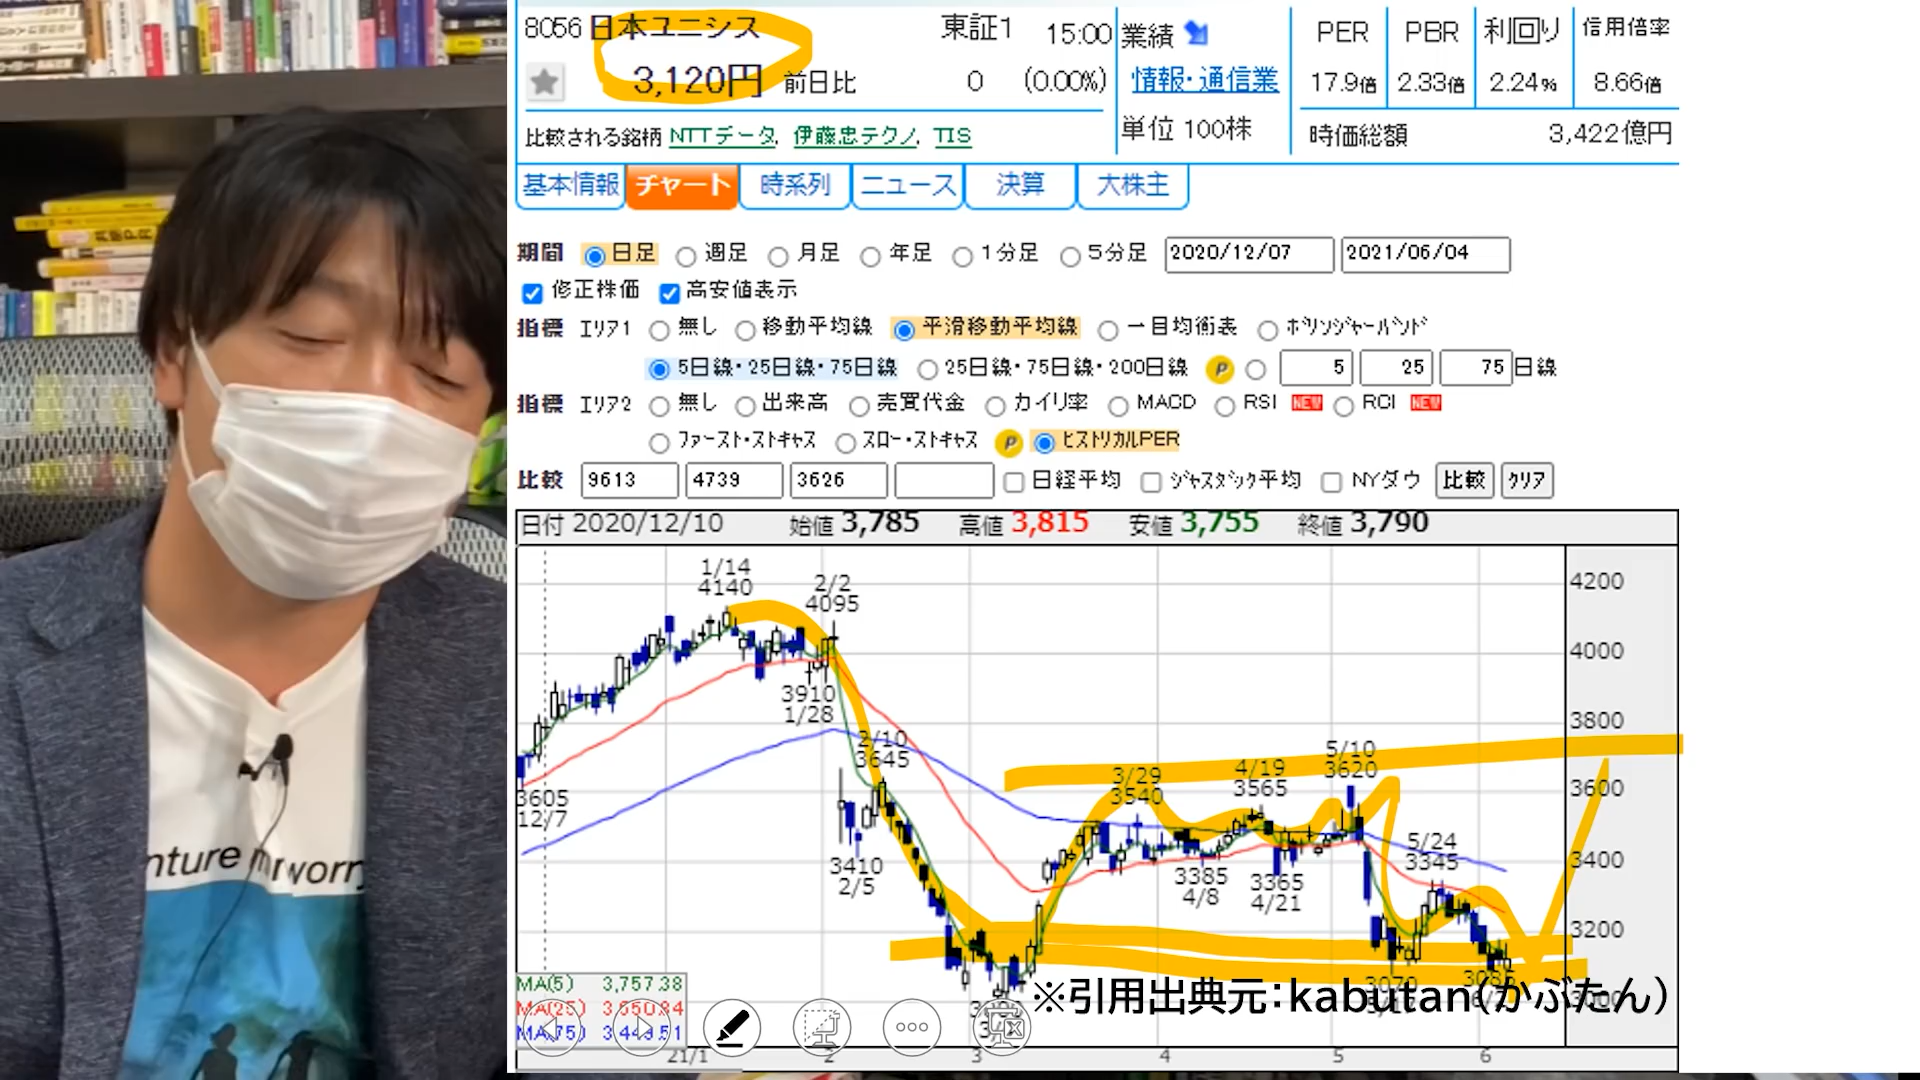 8056 日本ユニシス 東証1 15:00
3,120円 前日比 0 (0.00%)
比較される銘柄 NTTデータ, 伊藤忠テクノ, TIS
業績
情報・通信業
単位 100株
PER PBR 利回り 信用倍率
17.9倍 2.33倍 2.24% 8.66倍
時価総額 3,422億円
基本情報 チャート 時系列 ニュース 決算 大株主
期間 日足 週足 月足 年足 1分足 5分足 2020/12/07 2021/06/04
修正株価 高安値表示
指標 エリア1 無し 移動平均線 平滑移動平均線 一目均衡表 ボリンジャーバンド
5日線・25日線・75日線 25日線・75日線・200日線 P 5 25 75 日線
指標 エリア2 無し 出来高 売買代金 カイリ率 MACD RSI NEW RCI NEW
ファースト・ストキャス スロー・ストキャス P ヒストリカルPER
比較 9613 4739 3626 日経平均 ジャスダック平均 NYダウ 比較 クリア
日付 2020/12/10 始値 3,785 高値 3,815 安値 3,755 終値 3,790
1/14
4140
2/2
4095
3910
1/28
2/10
3645
3605
12/7
3410
2/5
3/29
3540
4/19
3565
5/10
3620
3385
4/8
3365
4/21
5/24
3345
3070
3085
4200
4000
3800
3600
3400
3200
3000
※引用出典元：kabutan（かぶたん）
MA(5) 3,757.38
MA(25)
MA(75)
21/1 2 3 4 5 6
nture